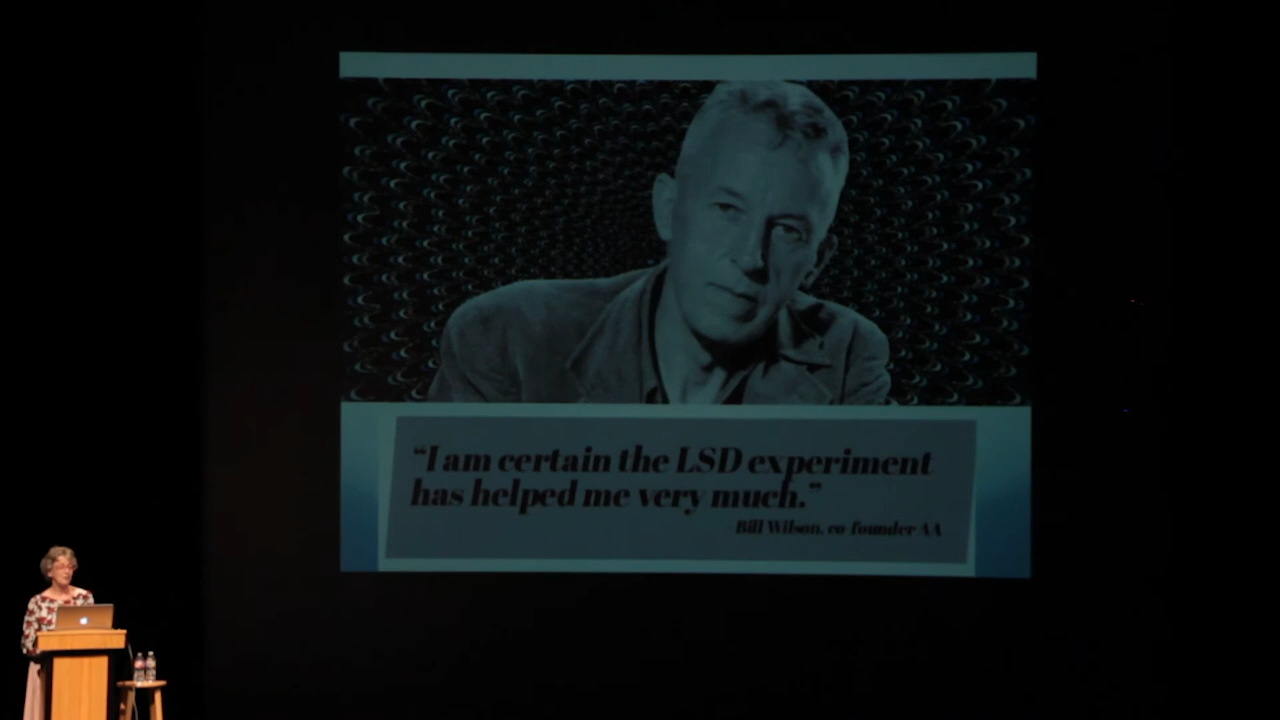 “I am certain the LSD experiment
has helped me very much.”
Bill Wilson, co-founder AA